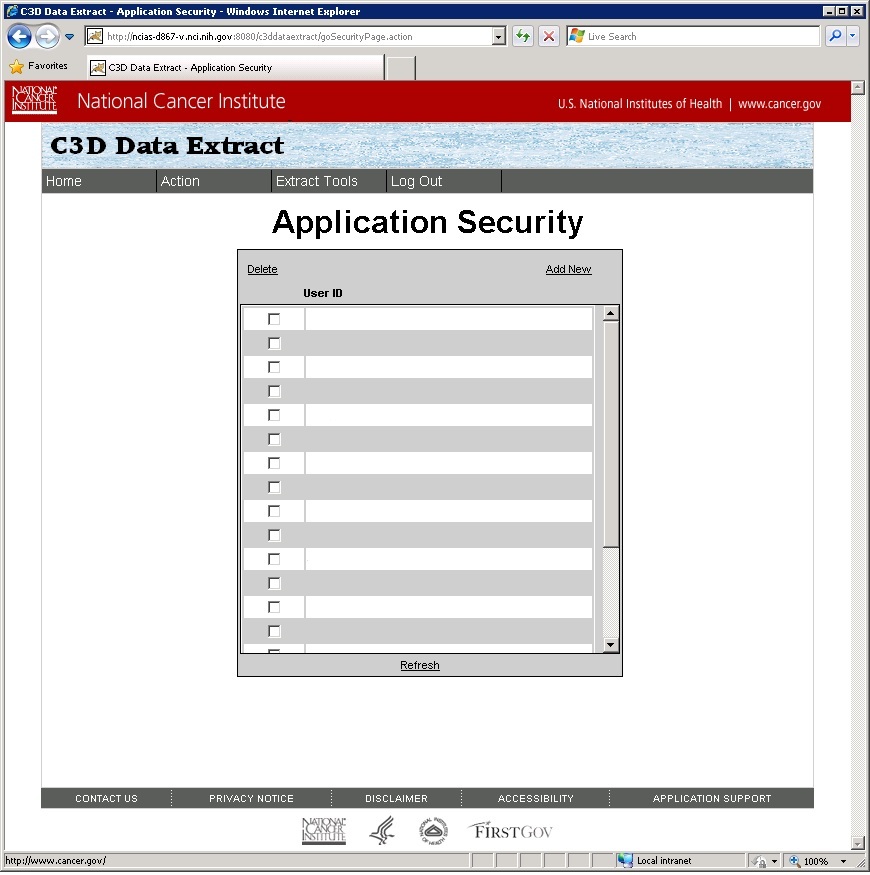 C3D Data Extract - Application Security - Windows Internet Explorer
http://ncias-d867-v.nci.nih.gov:8080/c3ddataextract/goSecurityPage.action
Live Search
Favorites
C3D Data Extract - Application Security
NATIONAL CANCER INSTITUTE
National Cancer Institute
U.S. National Institutes of Health | www.cancer.gov
C3D Data Extract
Home Action Extract Tools Log Out
Application Security
Delete Add New
User ID
Refresh
CONTACT US PRIVACY NOTICE DISCLAIMER ACCESSIBILITY APPLICATION SUPPORT
NATIONAL CANCER INSTITUTE
FIRSTGOV
http://www.cancer.gov/ Local intranet 100%